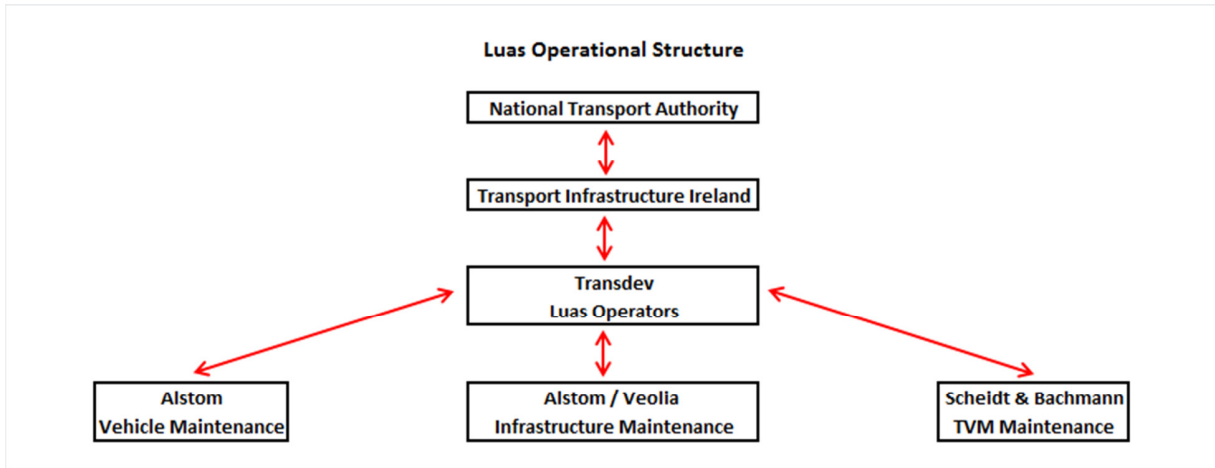 Luas Operational Structure
National Transport Authority
Transport Infrastructure Ireland
Transdev
Luas Operators
Alstom
Vehicle Maintenance
Alstom / Veolia
Infrastructure Maintenance
Scheidt & Bachmann
TVM Maintenance